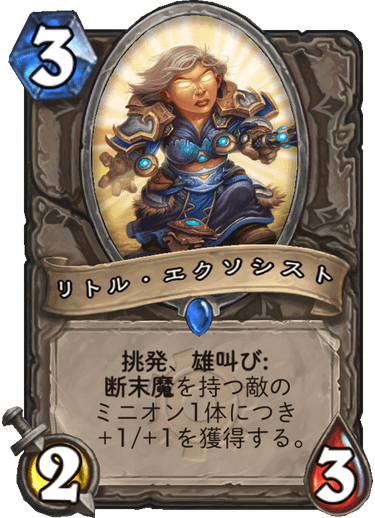 3
リトル・エクソシスト
挑発、雄叫び:
断末魔を持つ敵の
ミニオン1体につき
+1/+1を獲得する。
2
3